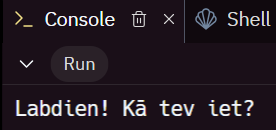 Console
Shell
Run
Labdien! Kā tev iet?